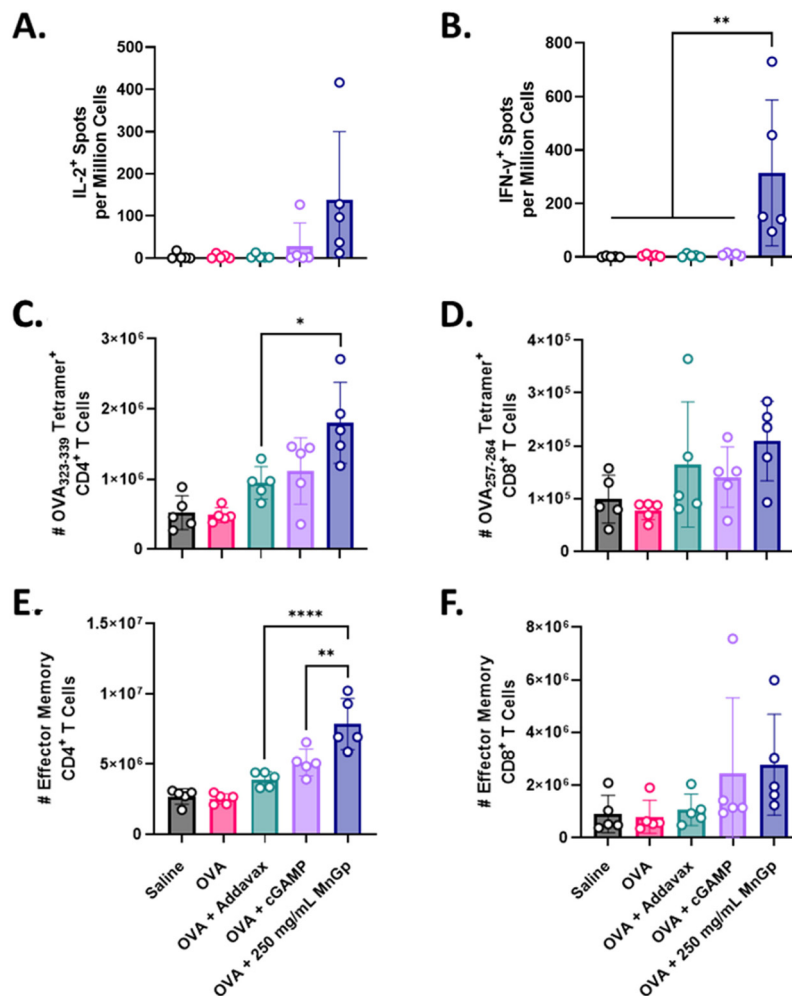 A.
IL-2⁺ Spots
per Million Cells
500
400
300
200
100
0
B.
IFN-γ⁺ Spots
per Million Cells
800
600
400
200
0
**
C.
# OVA₃₂₃₋₃₃₉ Tetramer⁺
CD4⁺ T Cells
3×10⁶
2×10⁶
1×10⁶
0
*
D.
# OVA₂₅₇₋₂₆₄ Tetramer⁺
CD8⁺ T Cells
4×10⁵
3×10⁵
2×10⁵
1×10⁵
0
E.
# Effector Memory
CD4⁺ T Cells
1.5×10⁷
1×10⁷
5×10⁶
0
****
**
Saline
OVA
OVA + Addavax
OVA + cGAMP
OVA + 250 mg/mL MnGp
F.
# Effector Memory
CD8⁺ T Cells
8×10⁶
6×10⁶
4×10⁶
2×10⁶
0
Saline
OVA
OVA + Addavax
OVA + cGAMP
OVA + 250 mg/mL MnGp